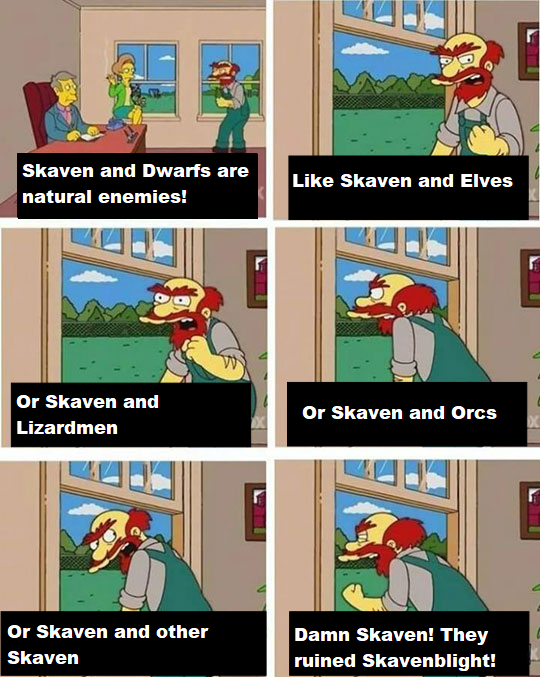 Skaven and Dwarfs are
natural enemies!
Like Skaven and Elves
Or Skaven and
Lizardmen
Or Skaven and Orcs
Or Skaven and other
Skaven
Damn Skaven! They
ruined Skavenblight!